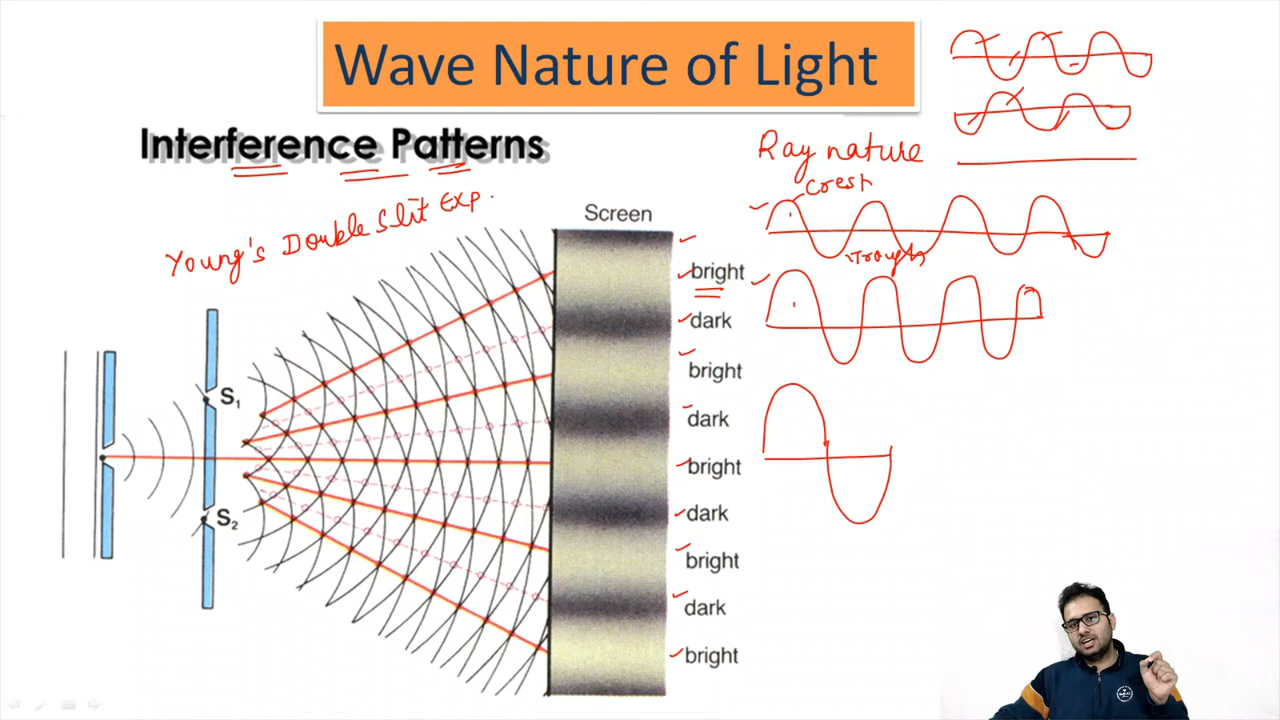 Wave Nature of Light
Interference Patterns
Young's Double Slit Exp.
Ray nature
Crest
Trough
Screen
bright
dark
bright
dark
bright
dark
bright
dark
bright
S1
S2